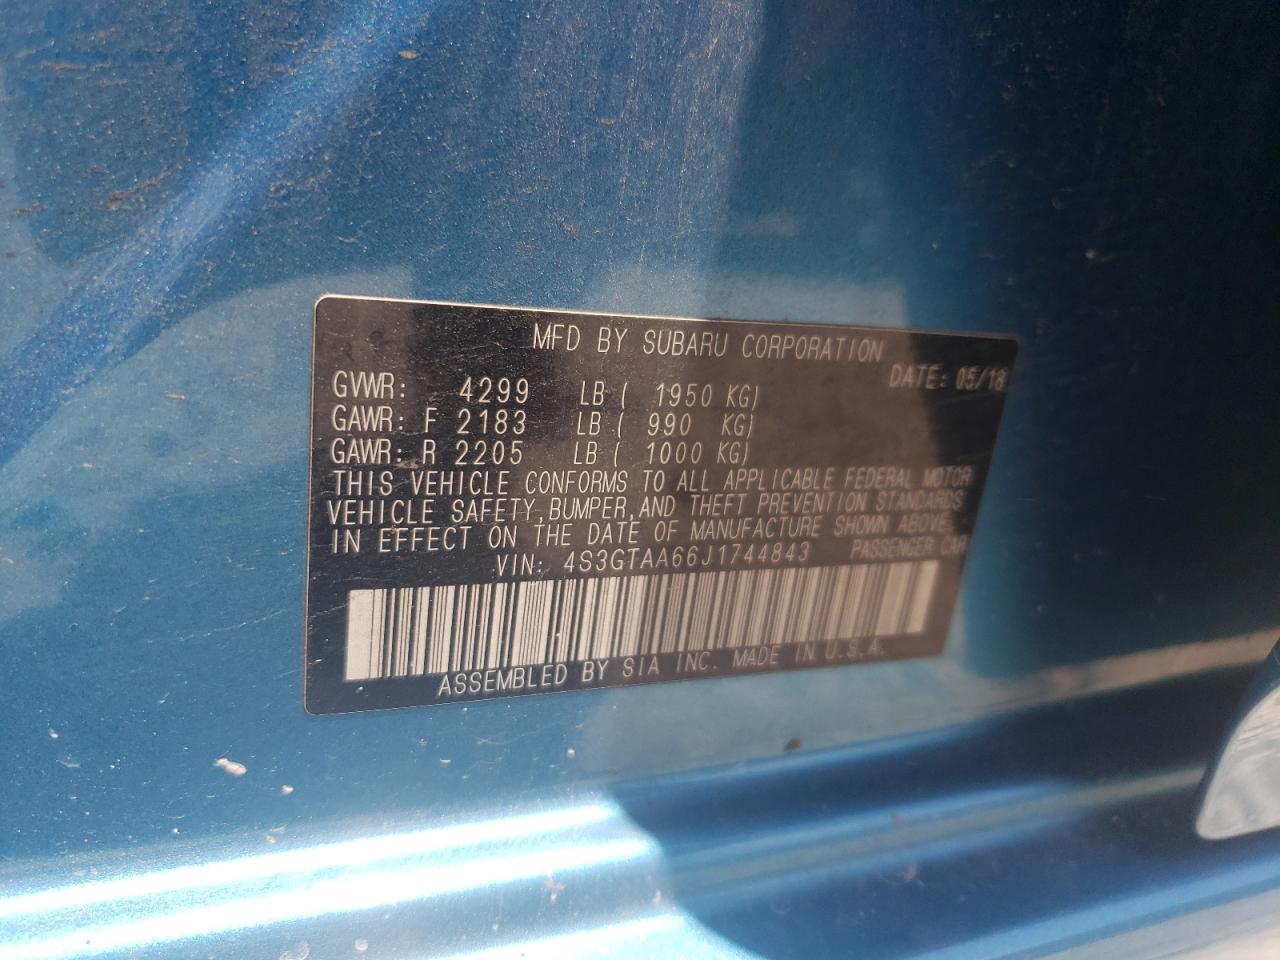 MFD BY SUBARU CORPORATION
DATE: 05/18
GVWR: 4299 LB ( 1950 KG)
GAWR: F 2183 LB ( 990 KG)
GAWR: R 2205 LB ( 1000 KG)
THIS VEHICLE CONFORMS TO ALL APPLICABLE FEDERAL MOTOR
VEHICLE SAFETY, BUMPER, AND THEFT PREVENTION STANDARDS
IN EFFECT ON THE DATE OF MANUFACTURE SHOWN ABOVE.
VIN: 4S3GTAA66J1744843 PASSENGER CAR
ASSEMBLED BY SIA INC. MADE IN U.S.A.